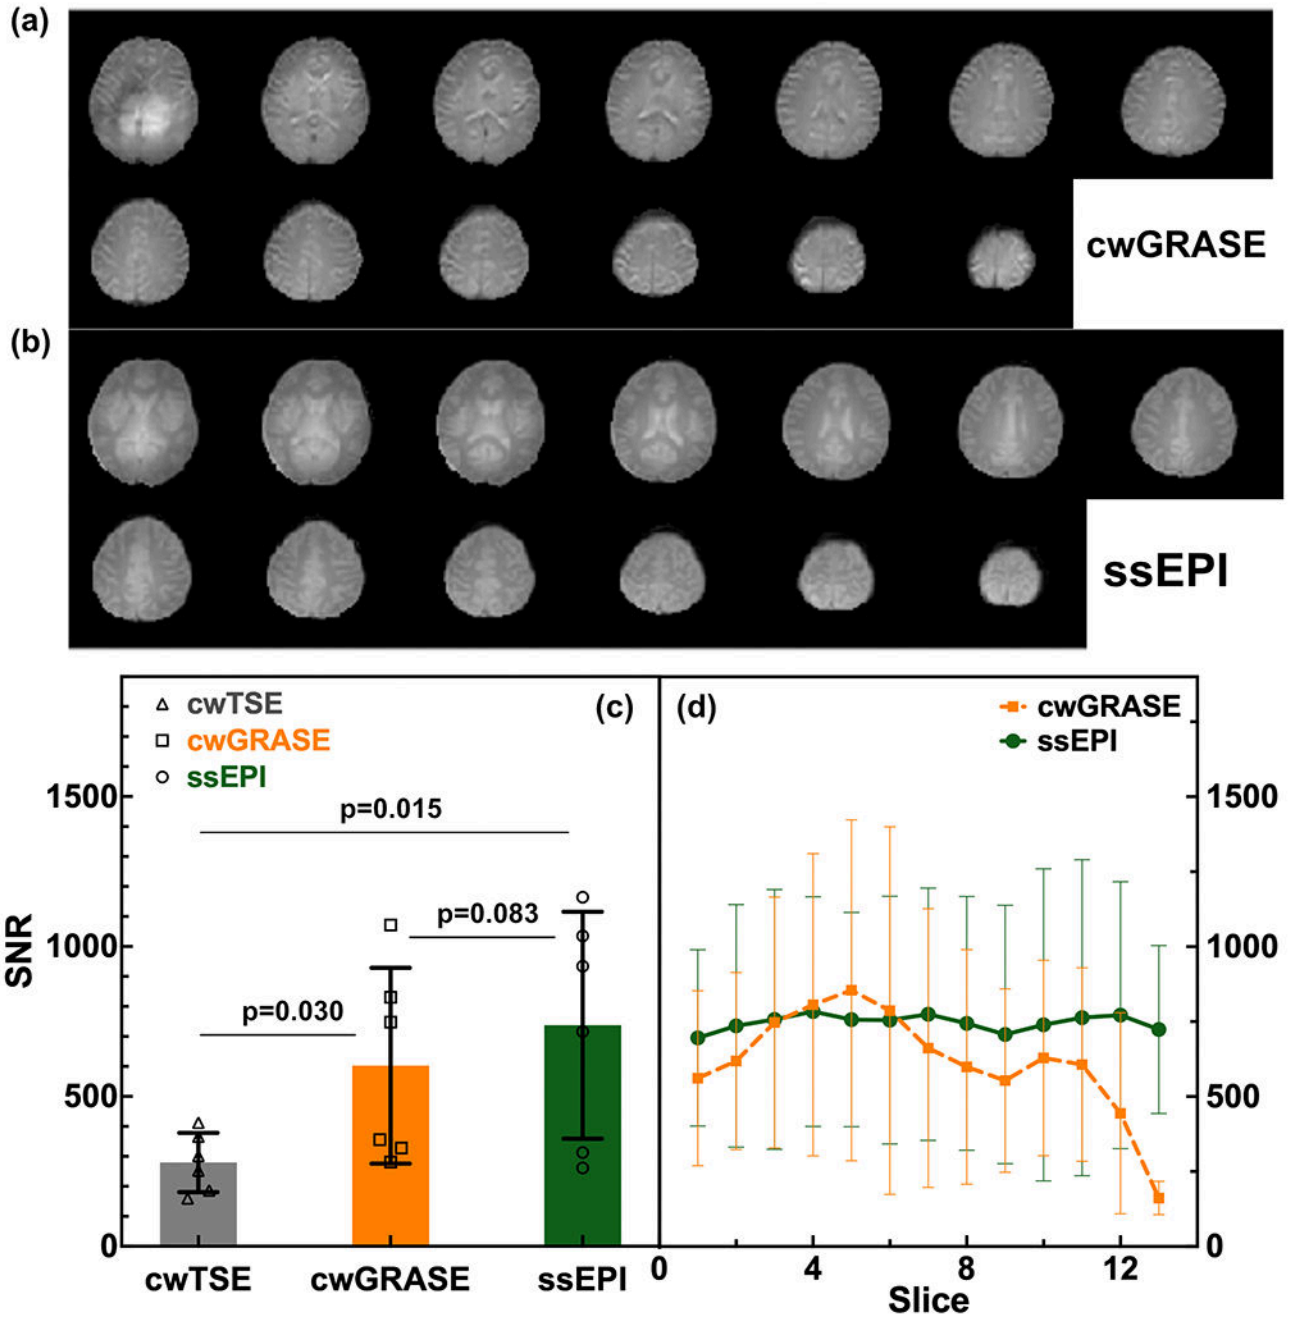 (a)
cwGRASE
(b)
ssEPI
cwTSE
cwGRASE
ssEPI
(c)
(d)
cwGRASE
ssEPI
1500
1000
500
0
SNR
p=0.015
p=0.083
p=0.030
cwTSE
cwGRASE
ssEPI
1500
1000
500
0
0
4
8
12
Slice